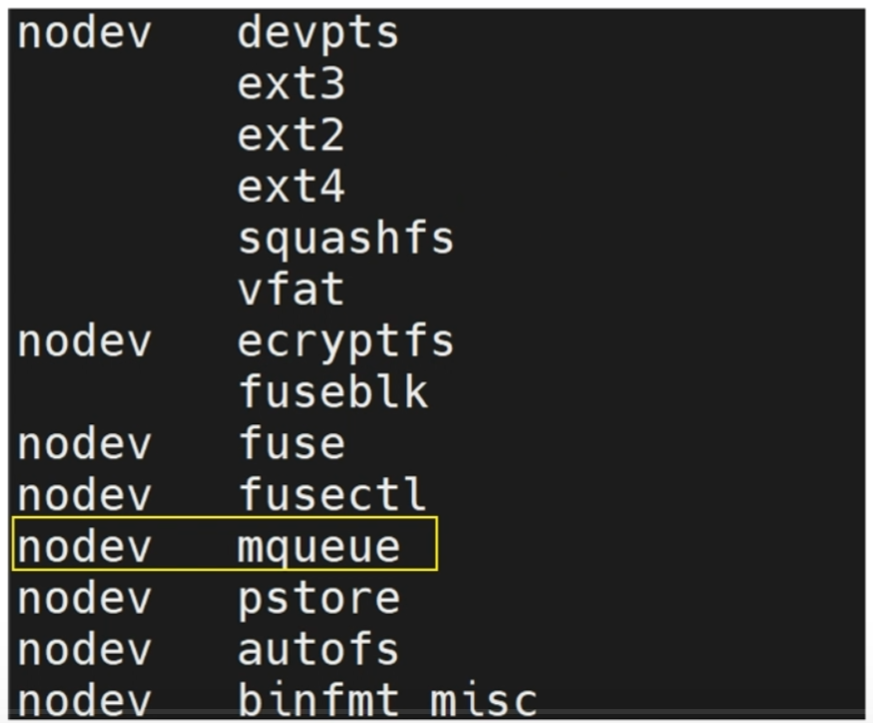 nodev   devpts
        ext3
        ext2
        ext4
        squashfs
        vfat
nodev   ecryptfs
        fuseblk
nodev   fuse
nodev   fusectl
nodev   mqueue
nodev   pstore
nodev   autofs
nodev   binfmt_misc